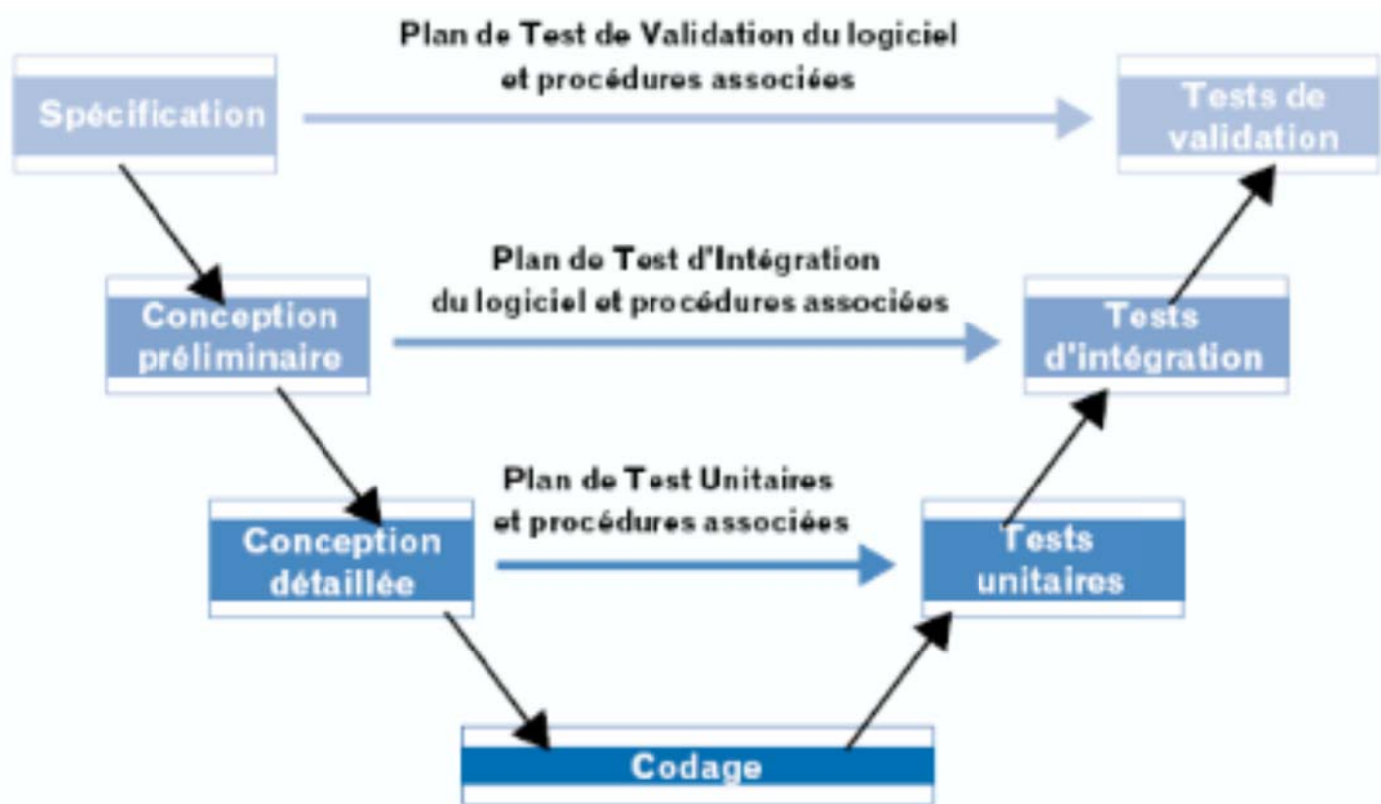 Plan de Test de Validation du logiciel
et procédures associées
Spécification
Tests de
validation
Plan de Test d'Intégration
du logiciel et procédures associées
Conception
préliminaire
Tests
d'intégration
Plan de Test Unitaires
et procédures associées
Conception
détaillée
Tests
unitaires
Codage